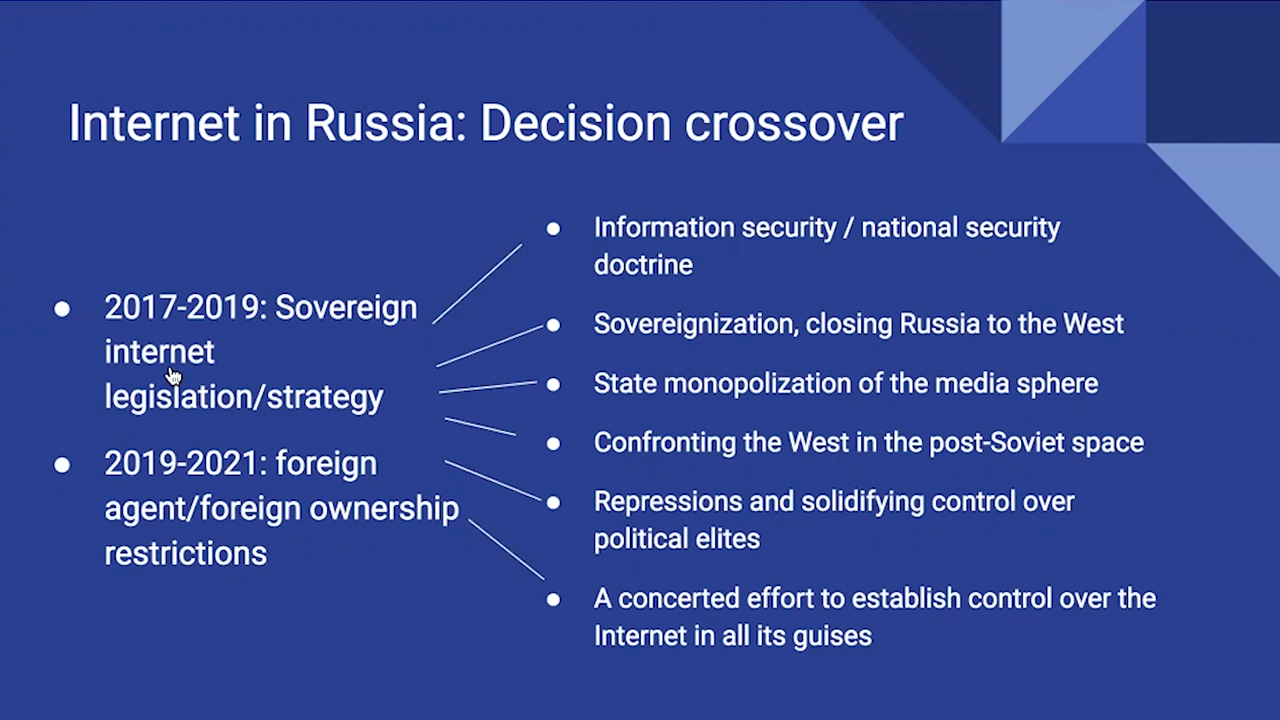 Internet in Russia: Decision crossover
2017-2019: Sovereign
internet
legislation/strategy
2019-2021: foreign
agent/foreign ownership
restrictions
Information security / national security
doctrine
Sovereignization, closing Russia to the West
State monopolization of the media sphere
Confronting the West in the post-Soviet space
Repressions and solidifying control over
political elites
A concerted effort to establish control over the
Internet in all its guises